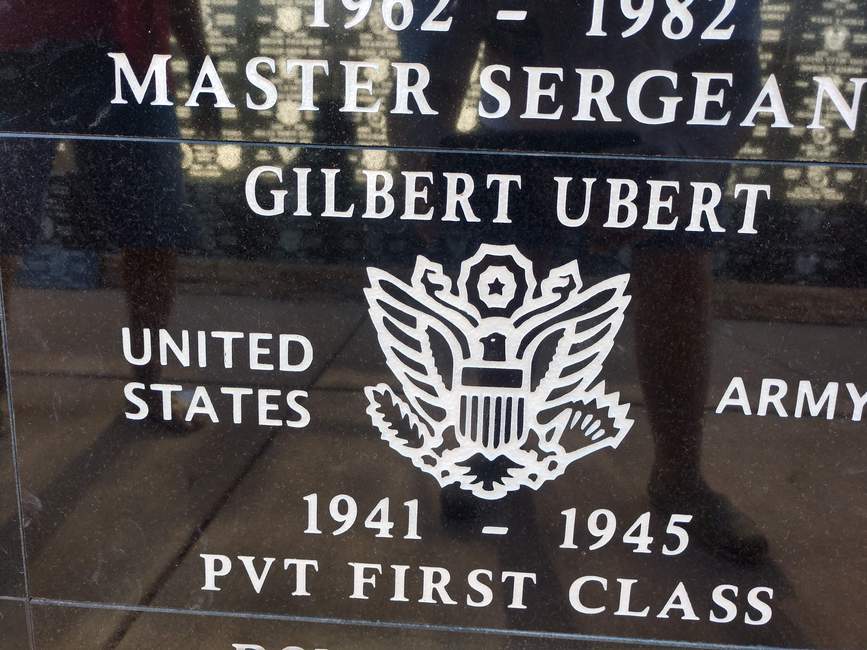 1962 - 1982
MASTER SERGEAN
GILBERT UBERT
UNITED
STATES
ARMY
1941 - 1945
PVT FIRST CLASS